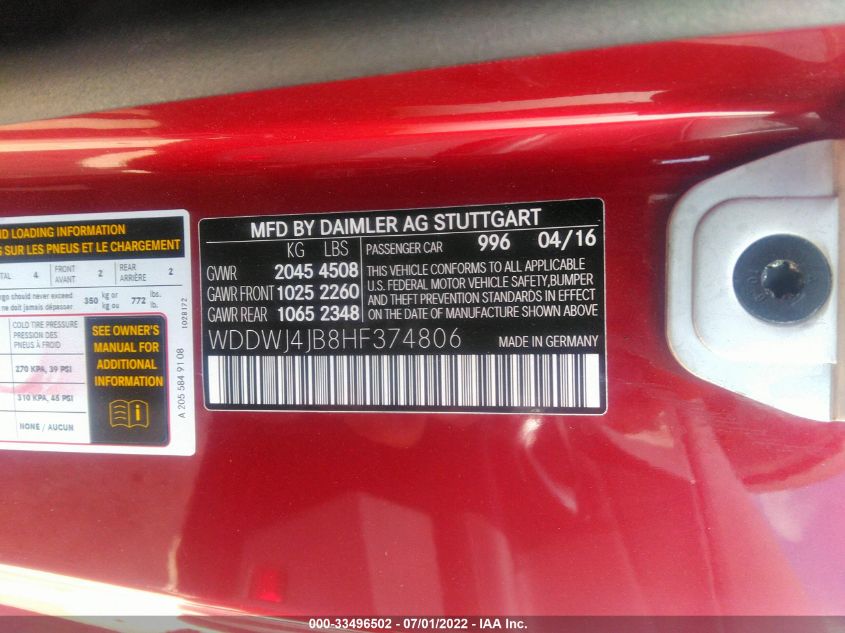 ND LOADING INFORMATION
S SUR LES PNEUS ET LE CHARGEMENT
TAL 4 FRONT AVANT 2 REAR ARRIÈRE 2
rgo should never exceed 350 kg or 772 lbs.
ne doit jamais dépasser kg ou lb.
COLD TIRE PRESSURE
PRESSION DES
PNEUS À FROID
270 KPA, 39 PSI
310 KPA, 45 PSI
NONE / AUCUN
SEE OWNER'S
MANUAL FOR
ADDITIONAL
INFORMATION
1028172
A 205 584 91 08
MFD BY DAIMLER AG STUTTGART
KG LBS
GVWR 2045 4508
GAWR FRONT 1025 2260
GAWR REAR 1065 2348
PASSENGER CAR 996 04/16
THIS VEHICLE CONFORMS TO ALL APPLICABLE
U.S. FEDERAL MOTOR VEHICLE SAFETY,BUMPER
AND THEFT PREVENTION STANDARDS IN EFFECT
ON THE DATE OF MANUFACTURE SHOWN ABOVE
WDDWJ4JB8HF374806 MADE IN GERMANY
000-33496502 - 07/01/2022 - IAA Inc.